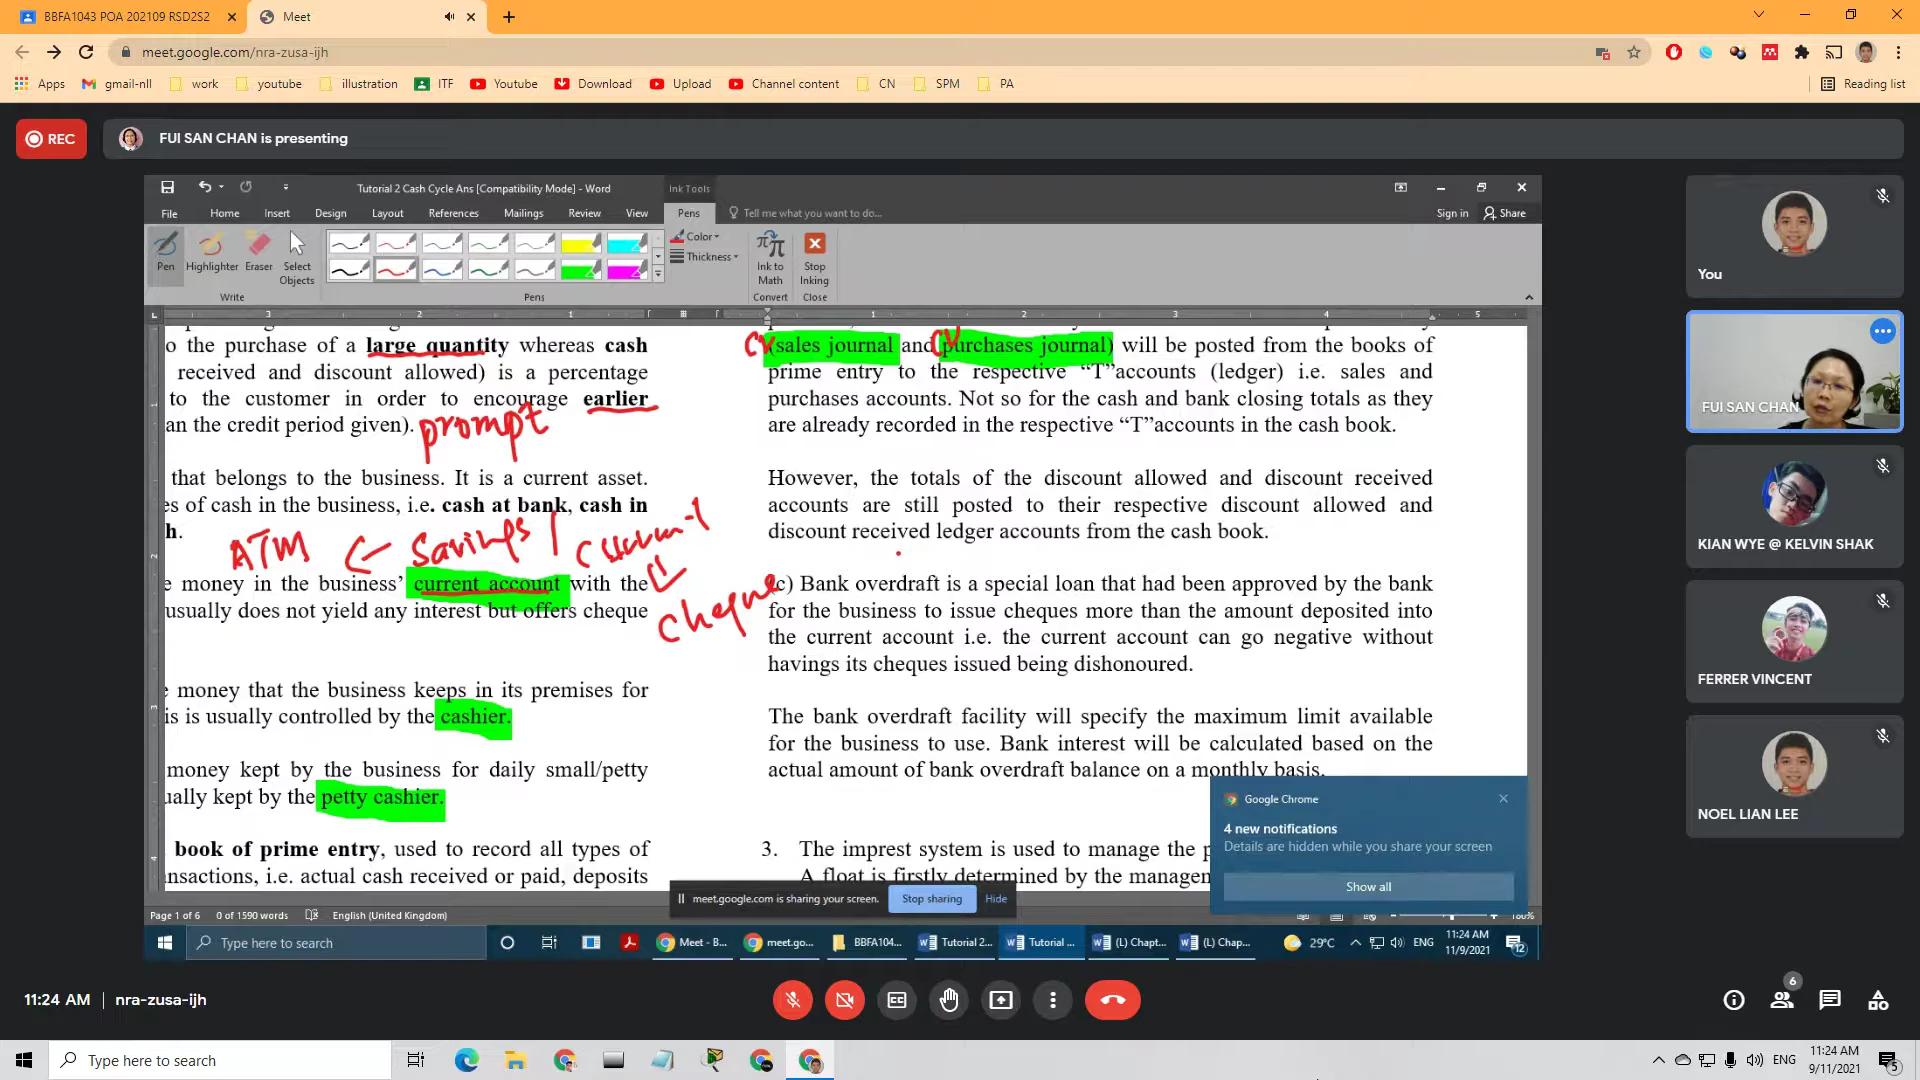 BBFA1043 POA 202109 RSD2S2
Meet
meet.google.com/nra-zusa-ijh
Apps
gmail-nll
work
youtube
illustration
ITF
Youtube
Download
Upload
Channel content
CN
SPM
PA
Reading list
REC
FUI SAN CHAN is presenting
Tutorial 2 Cash Cycle Ans [Compatibility Mode] - Word
Ink Tools
File
Home
Insert
Design
Layout
References
Mailings
Review
View
Pens
Tell me what you want to do...
Sign in
Share
Pen
Highlighter
Eraser
Select Objects
Write
Pens
Color
Thickness
Ink to Math
Convert
Stop Inking
Close
o the purchase of a large quantity whereas cash
received and discount allowed) is a percentage
to the customer in order to encourage earlier
an the credit period given).
prompt
that belongs to the business. It is a current asset.
es of cash in the business, i.e. cash at bank, cash in
h.
ATM
Savings /
e money in the business' current account with the
usually does not yield any interest but offers cheque
cheque
e money that the business keeps in its premises for
is is usually controlled by the cashier.
money kept by the business for daily small/petty
ually kept by the petty cashier.
book of prime entry, used to record all types of
nsactions, i.e. actual cash received or paid, deposits
(sales journal and purchases journal) will be posted from the books of
prime entry to the respective “T”accounts (ledger) i.e. sales and
purchases accounts. Not so for the cash and bank closing totals as they
are already recorded in the respective “T”accounts in the cash book.
However, the totals of the discount allowed and discount received
accounts are still posted to their respective discount allowed and
discount received ledger accounts from the cash book.
(c) Bank overdraft is a special loan that had been approved by the bank
for the business to issue cheques more than the amount deposited into
the current account i.e. the current account can go negative without
havings its cheques issued being dishonoured.
The bank overdraft facility will specify the maximum limit available
for the business to use. Bank interest will be calculated based on the
actual amount of bank overdraft balance on a monthly basis.
3. The imprest system is used to manage the p
A float is firstly determined by the managem
Google Chrome
4 new notifications
Details are hidden while you share your screen
Show all
meet.google.com is sharing your screen.
Stop sharing
Hide
Page 1 of 6
0 of 1590 words
English (United Kingdom)
180%
Type here to search
Meet - B...
meet.go...
BBFA104...
Tutorial 2...
Tutorial ...
(L) Chapt...
(L) Chap...
29°C
ENG
11:24 AM
11/9/2021
12
You
FUI SAN CHAN
KIAN WYE @ KELVIN SHAK
FERRER VINCENT
NOEL LIAN LEE
11:24 AM
nra-zusa-ijh
6
Type here to search
ENG
11:24 AM
9/11/2021
5